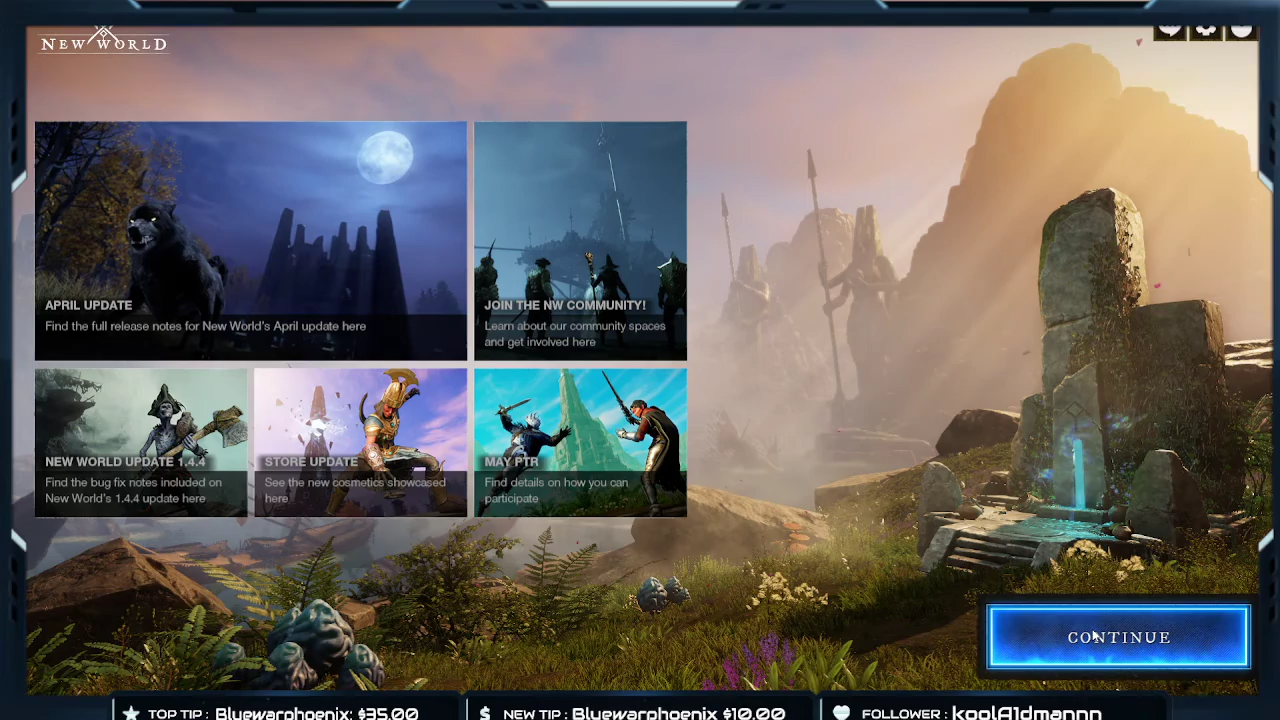 NEW WORLD
APRIL UPDATE
Find the full release notes for New World's April update here
JOIN THE NW COMMUNITY!
Learn about our community spaces
and get involved here
NEW WORLD UPDATE 1.4.4
Find the bug fix notes included on
New World's 1.4.4 update here
STORE UPDATE
See the new cosmetics showcased
here
MAY PTR
Find details on how you can
participate
CONTINUE
TOP TIP : Bluewarphoenix: $35.00
NEW TIP : Bluewarphoenix $10.00
FOLLOWER : koolA1dmannn